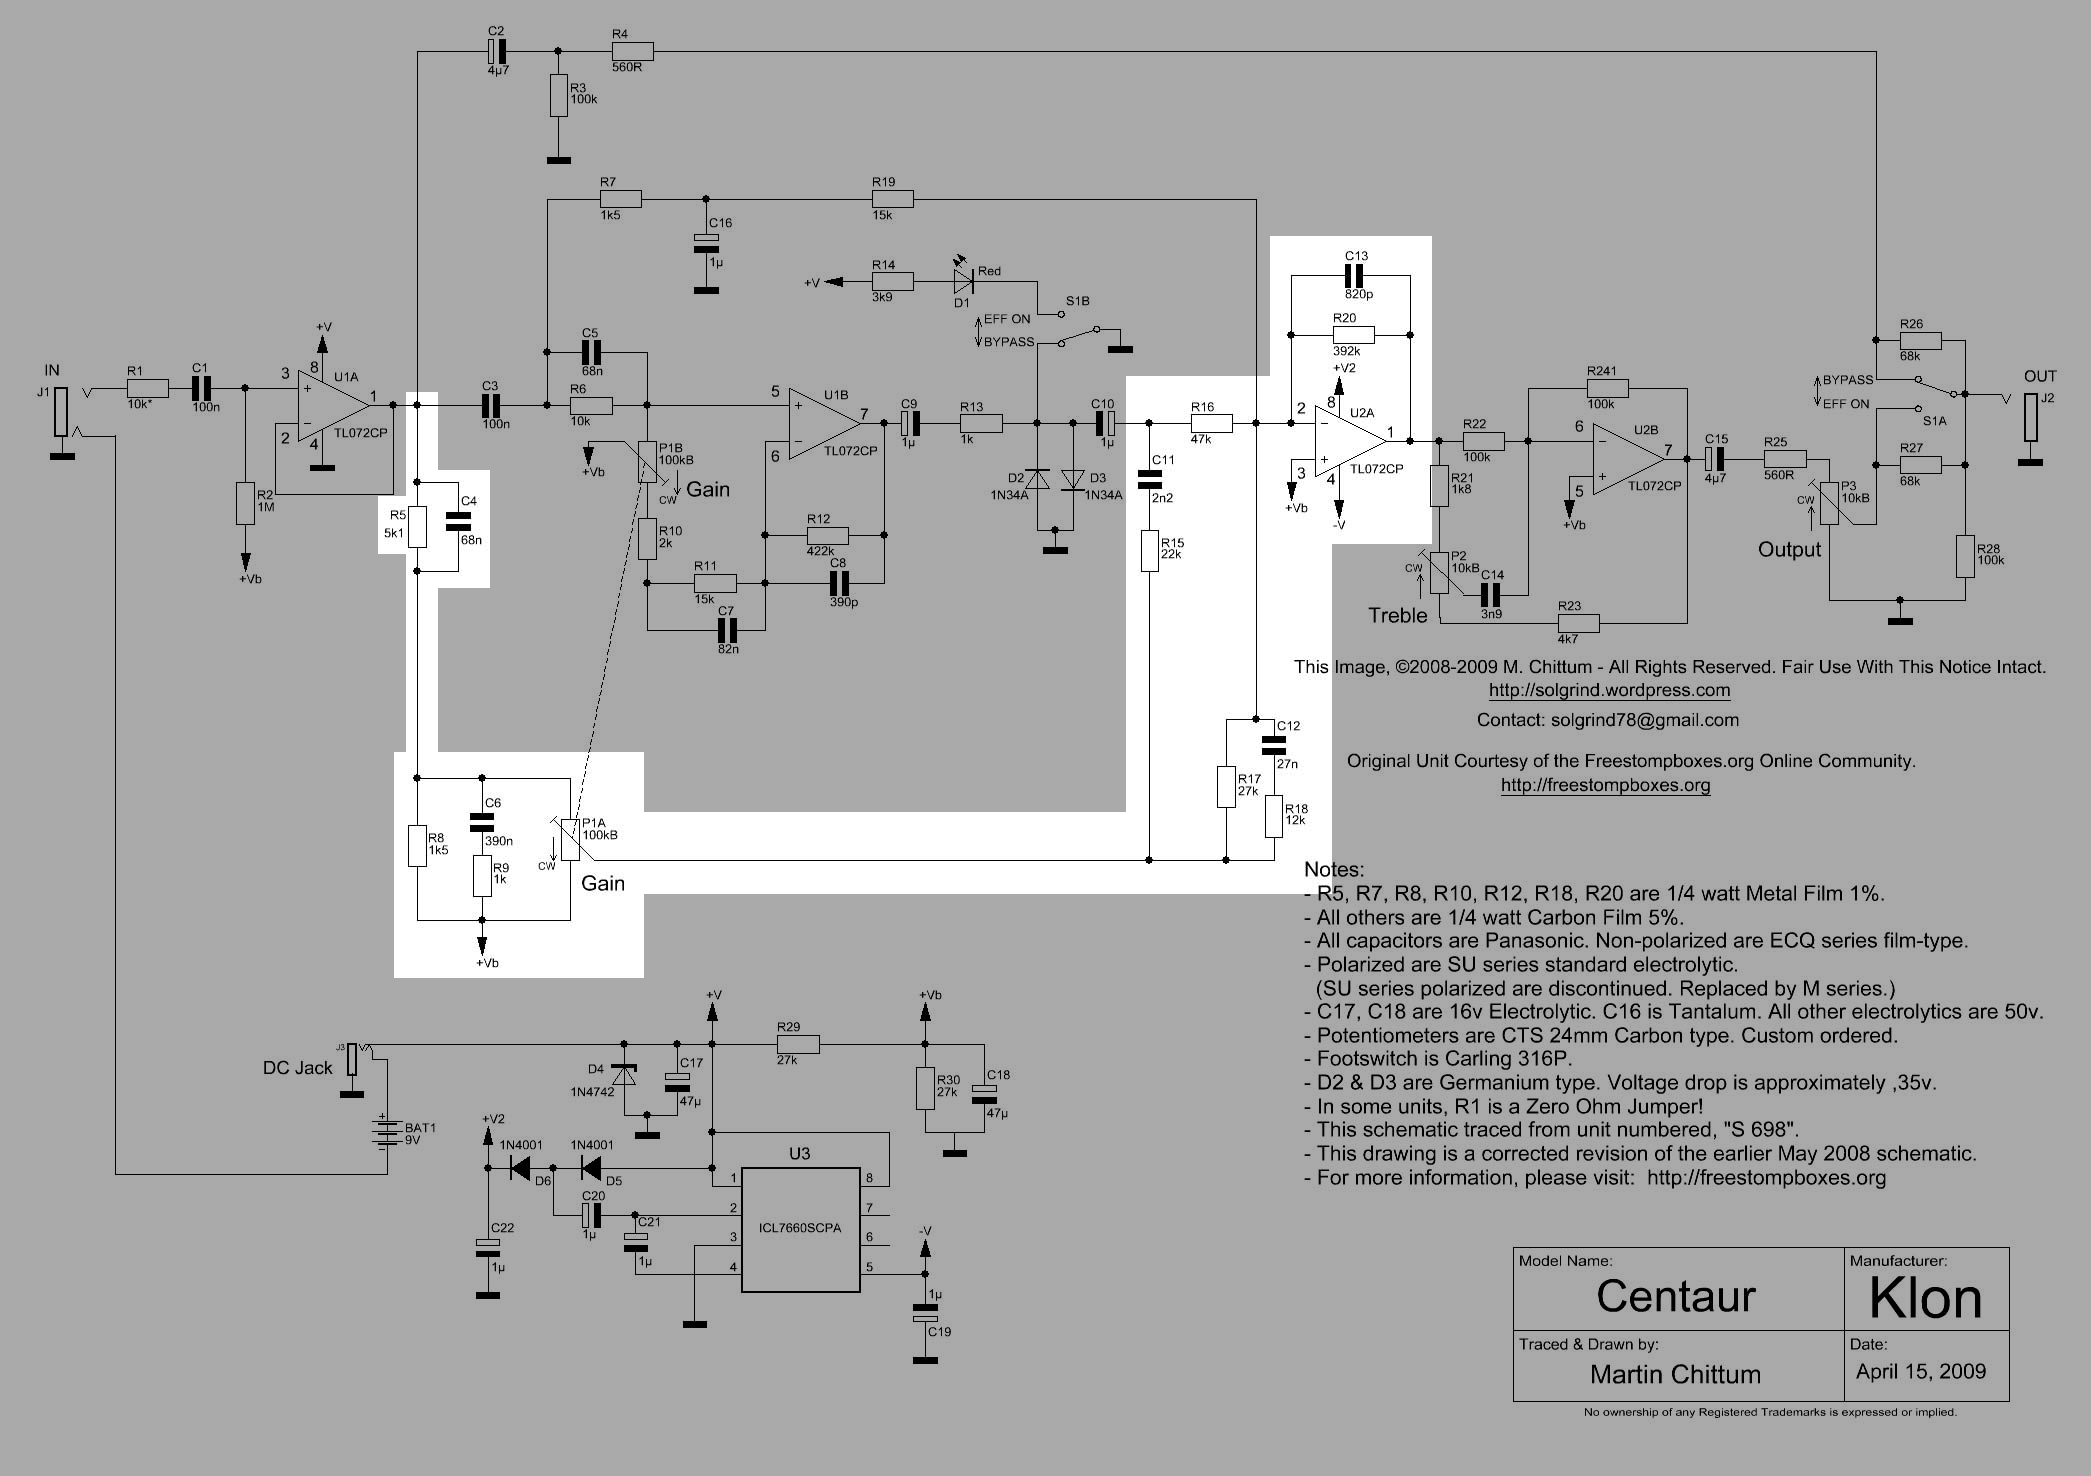 C2
4µ7
R4
560R
R3
100k
R7
1k5
R19
15k
C16
1µ
+V
R14
3k9
D1
Red
S1B
EFF ON
BYPASS
C13
820p
R20
392k
+V2
IN
J1
R1
10k*
C1
100n
R2
1M
+Vb
+V
3
8
U1A
+
−
1
2
4
TL072CP
C3
100n
C5
68n
R6
10k
+Vb
P1B
100kB
CW
Gain
R10
2k
R11
15k
C7
82n
5
U1B
+
−
7
6
TL072CP
R12
422k
C8
390p
C9
1µ
R13
1k
D2
1N34A
D3
1N34A
C10
1µ
C11
2n2
R15
22k
R16
47k
2
8
U2A
−
+
1
3
4
TL072CP
+Vb
-V
R21
1k8
R22
100k
P2
10kB
CW
Treble
C14
3n9
R23
4k7
R241
100k
6
U2B
−
+
7
5
TL072CP
+Vb
C15
4µ7
R25
560R
CW
P3
10kB
Output
R26
68k
BYPASS
EFF ON
S1A
R27
68k
R28
100k
OUT
J2
C4
68n
R5
5k1
R8
1k5
C6
390n
R9
1k
P1A
100kB
CW
Gain
+Vb
C12
27n
R17
27k
R18
12k
This Image, ©2008-2009 M. Chittum - All Rights Reserved. Fair Use With This Notice Intact.
http://solgrind.wordpress.com
Contact: solgrind78@gmail.com
Original Unit Courtesy of the Freestompboxes.org Online Community.
http://freestompboxes.org
Notes:
- R5, R7, R8, R10, R12, R18, R20 are 1/4 watt Metal Film 1%.
- All others are 1/4 watt Carbon Film 5%.
- All capacitors are Panasonic. Non-polarized are ECQ series film-type.
- Polarized are SU series standard electrolytic.
(SU series polarized are discontinued. Replaced by M series.)
- C17, C18 are 16v Electrolytic. C16 is Tantalum. All other electrolytics are 50v.
- Potentiometers are CTS 24mm Carbon type. Custom ordered.
- Footswitch is Carling 316P.
- D2 & D3 are Germanium type. Voltage drop is approximately ,35v.
- In some units, R1 is a Zero Ohm Jumper!
- This schematic traced from unit numbered, "S 698".
- This drawing is a corrected revision of the earlier May 2008 schematic.
- For more information, please visit: http://freestompboxes.org
DC Jack
J3
BAT1
9V
+
−
+V
D4
1N4742
C17
47µ
R29
27k
+Vb
R30
27k
C18
47µ
+V2
1N4001
D6
1N4001
D5
C20
1µ
C21
1µ
C22
1µ
U3
ICL7660SCPA
1
2
3
4
8
7
6
5
-V
1µ
C19
Model Name:
Centaur
Manufacturer:
Klon
Traced & Drawn by:
Martin Chittum
Date:
April 15, 2009
No ownership of any Registered Trademarks is expressed or implied.